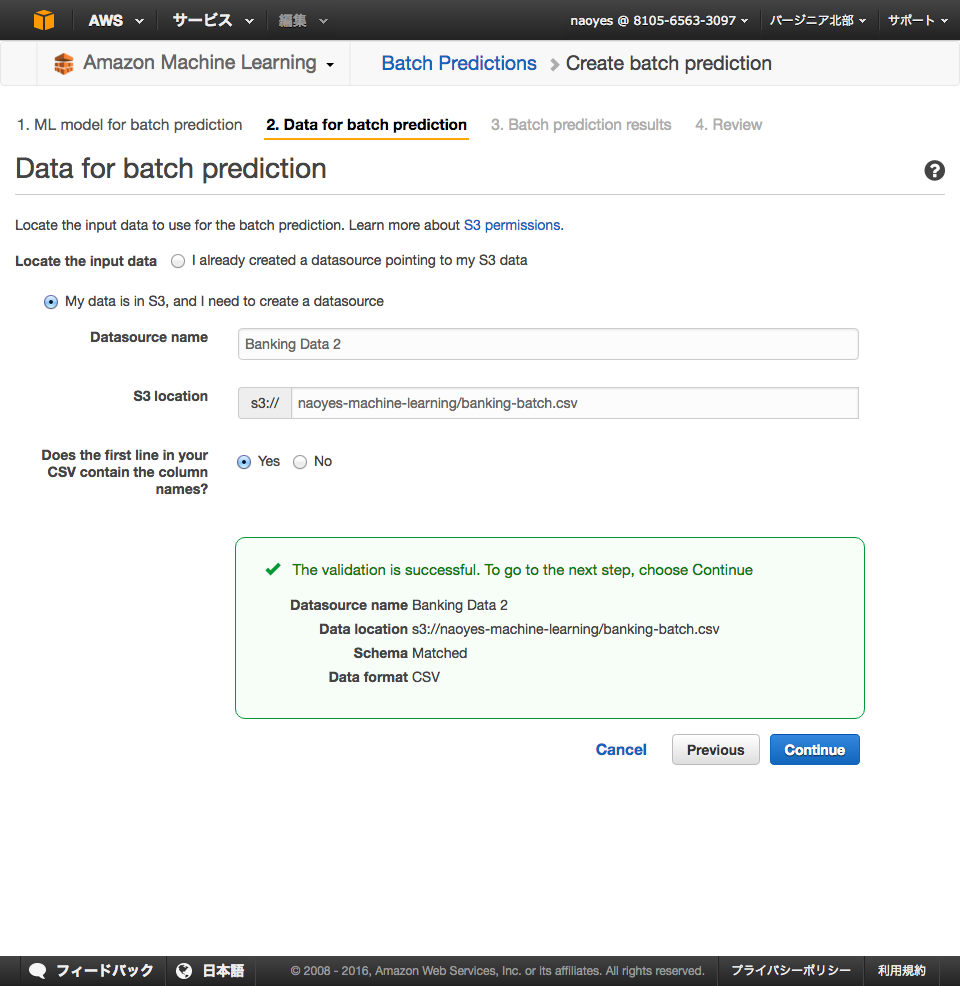 AWS サービス 編集 naoyes @ 8105-6563-3097 バージニア北部 サポート
Amazon Machine Learning Batch Predictions Create batch prediction
1. ML model for batch prediction 2. Data for batch prediction 3. Batch prediction results 4. Review
Data for batch prediction
Locate the input data to use for the batch prediction. Learn more about S3 permissions.
Locate the input data I already created a datasource pointing to my S3 data
My data is in S3, and I need to create a datasource
Datasource name Banking Data 2
S3 location s3:// naoyes-machine-learning/banking-batch.csv
Does the first line in your
CSV contain the column
names?
Yes No
The validation is successful. To go to the next step, choose Continue
Datasource name Banking Data 2
Data location s3://naoyes-machine-learning/banking-batch.csv
Schema Matched
Data format CSV
Cancel Previous Continue
フィードバック 日本語 © 2008 - 2016, Amazon Web Services, Inc. or its affiliates. All rights reserved. プライバシーポリシー 利用規約